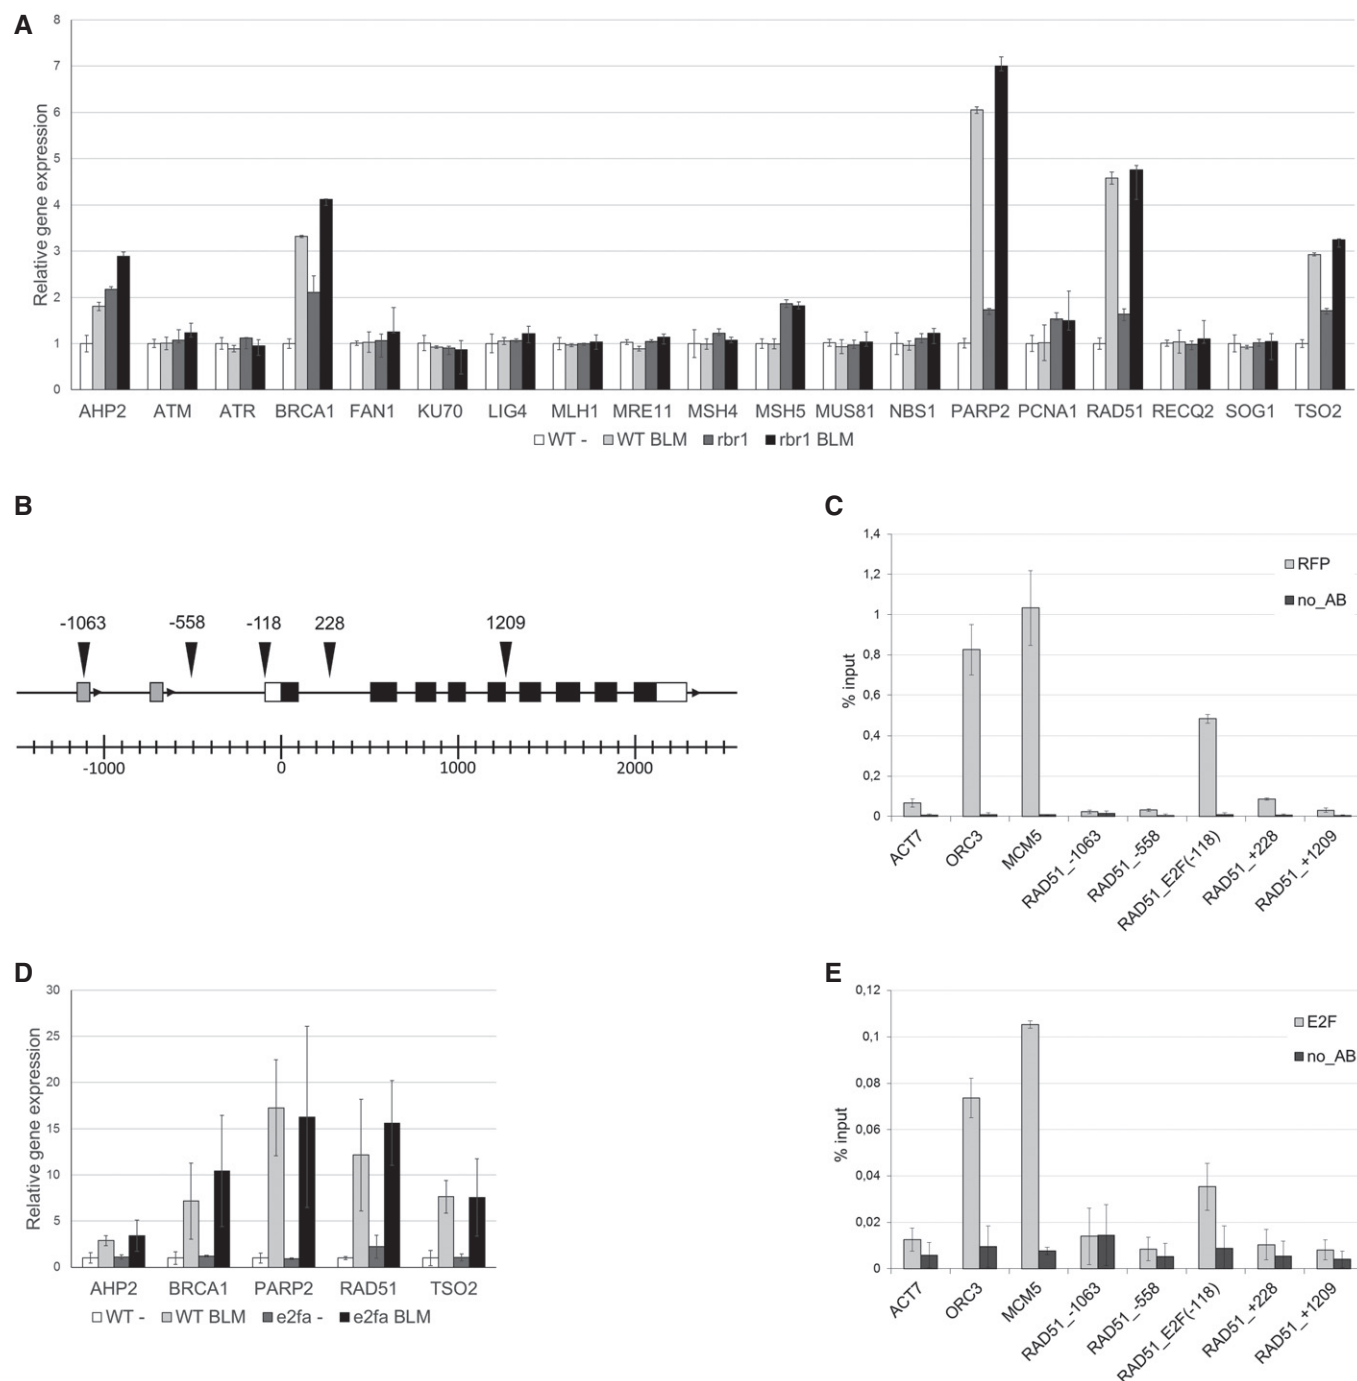 A
8
7
6
5
4
3
2
1
0
Relative gene expression
AHP2 ATM ATR BRCA1 FAN1 KU70 LIG4 MLH1 MRE11 MSH4 MSH5 MUS81 NBS1 PARP2 PCNA1 RAD51 RECQ2 SOG1 TSO2
WT - WT BLM rbr1 rbr1 BLM
B
-1063 -558 -118 228 1209
-1000 0 1000 2000
C
1,4
1,2
1
0,8
0,6
0,4
0,2
0
% input
RFP
no_AB
ACT7 ORC3 MCM5 RAD51_-1063 RAD51_-558 RAD51_E2F(-118) RAD51_+228 RAD51_+1209
D
30
25
20
15
10
5
0
Relative gene expression
AHP2 BRCA1 PARP2 RAD51 TSO2
WT - WT BLM e2fa - e2fa BLM
E
0,12
0,1
0,08
0,06
0,04
0,02
0
% input
E2F
no_AB
ACT7 ORC3 MCM5 RAD51_-1063 RAD51_-558 RAD51_E2F(-118) RAD51_+228 RAD51_+1209